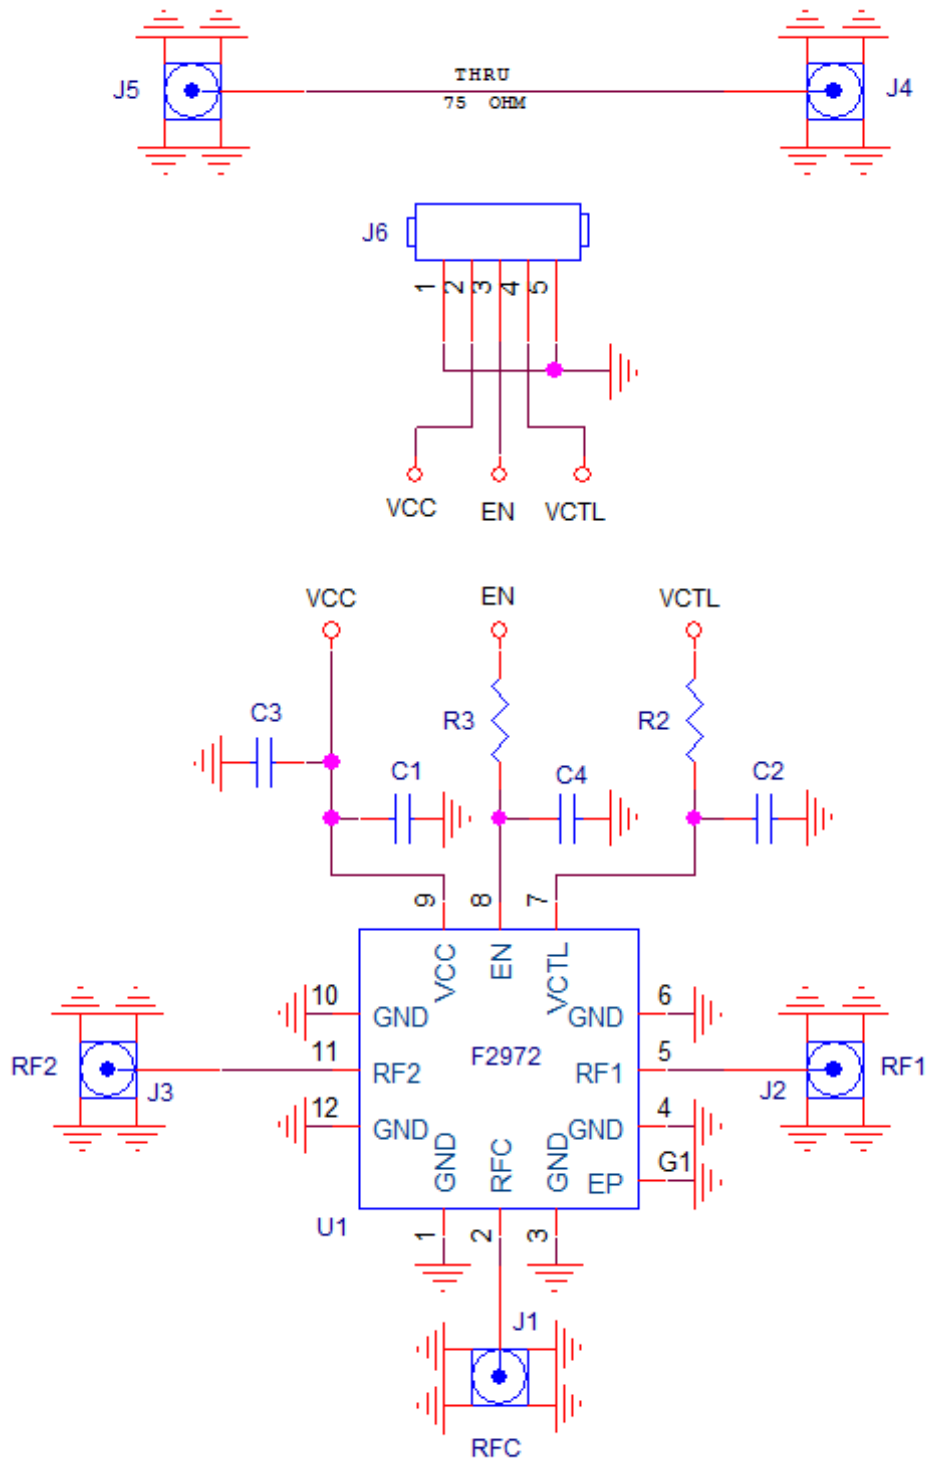 THRU
J5 J4
75 OHM
J6
1 2 3 4 5
VCC EN VCTL
VCC EN VCTL
C3 R3 R2
C1 C4 C2
9 8 7
VCC EN VCTL
10 GND GND 6
RF2 11 RF2 F2972 RF1 5 RF1
J3 J2
12 GND GND 4
GND RFC GND EP G1
U1 1 2 3
J1
RFC